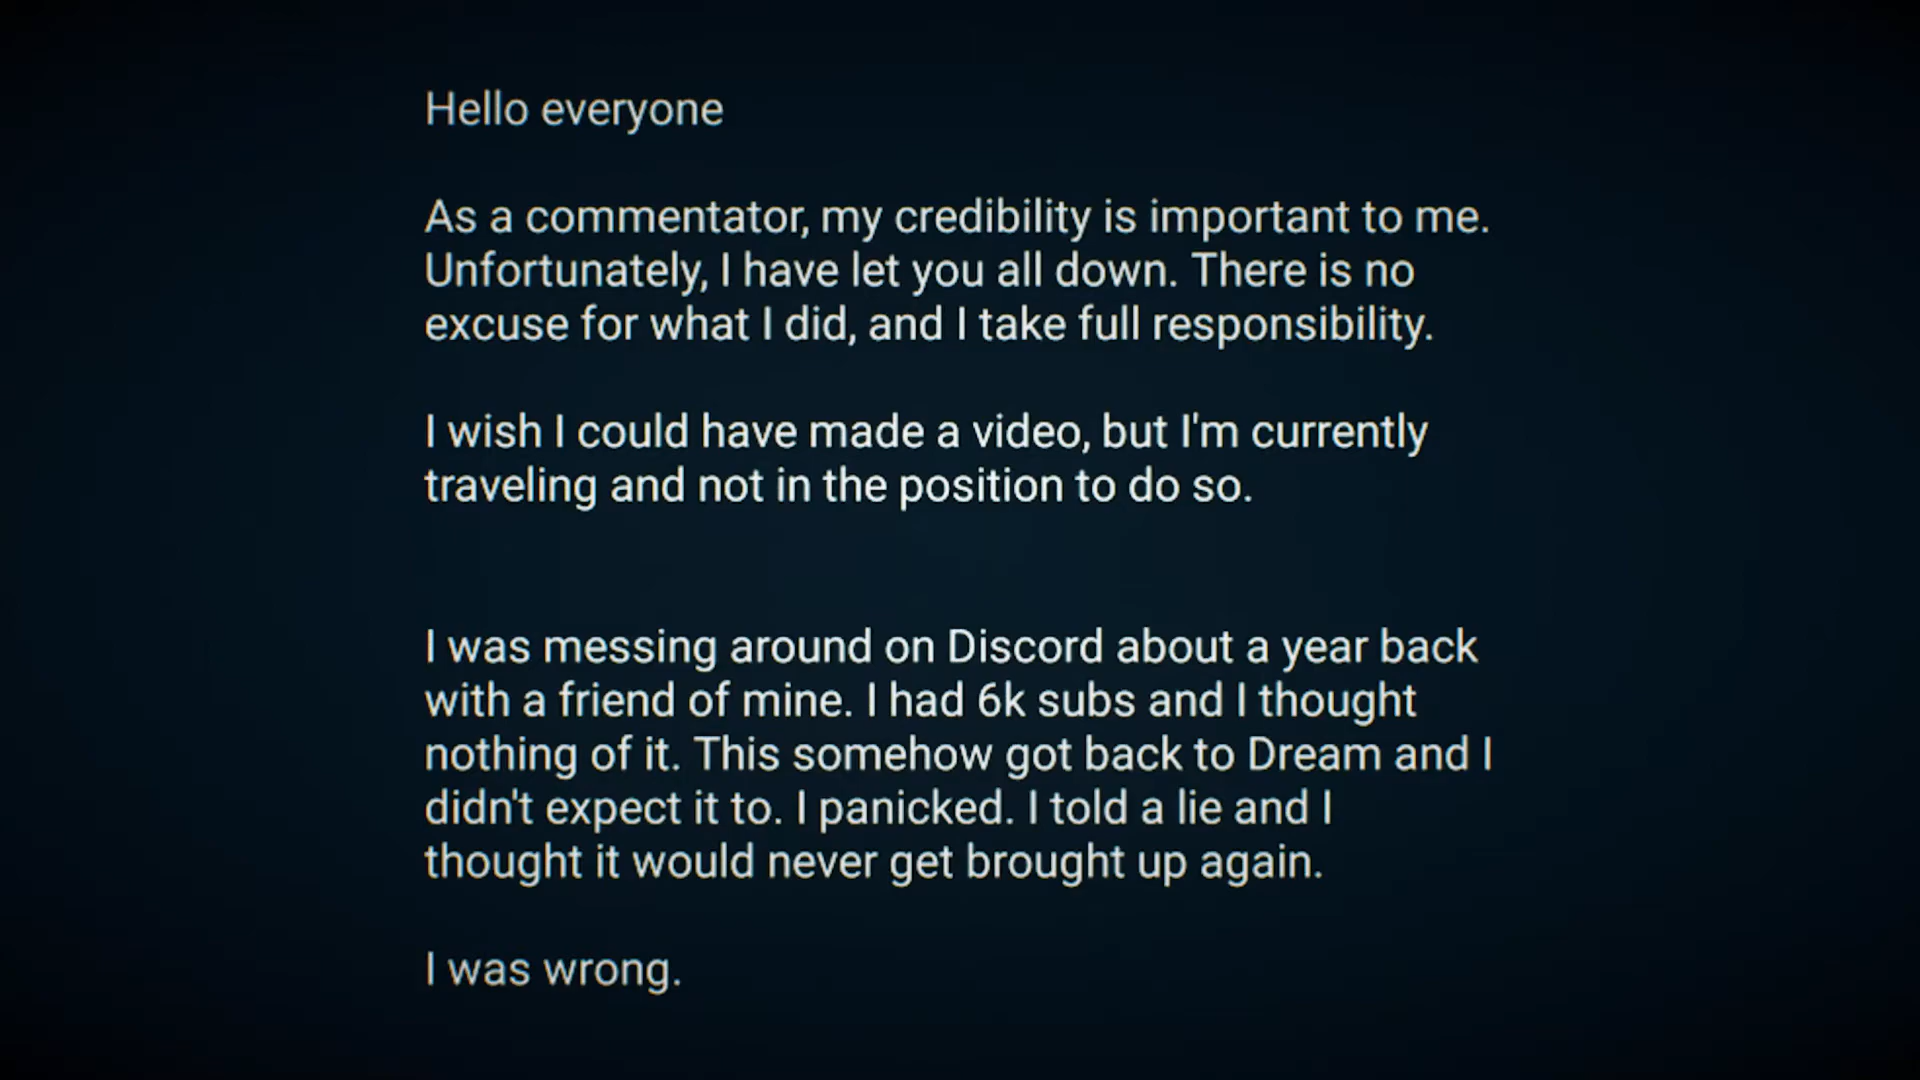 Hello everyone
As a commentator, my credibility is important to me.
Unfortunately, I have let you all down. There is no
excuse for what I did, and I take full responsibility.
I wish I could have made a video, but I'm currently
traveling and not in the position to do so.
I was messing around on Discord about a year back
with a friend of mine. I had 6k subs and I thought
nothing of it. This somehow got back to Dream and I
didn't expect it to. I panicked. I told a lie and I
thought it would never get brought up again.
I was wrong.